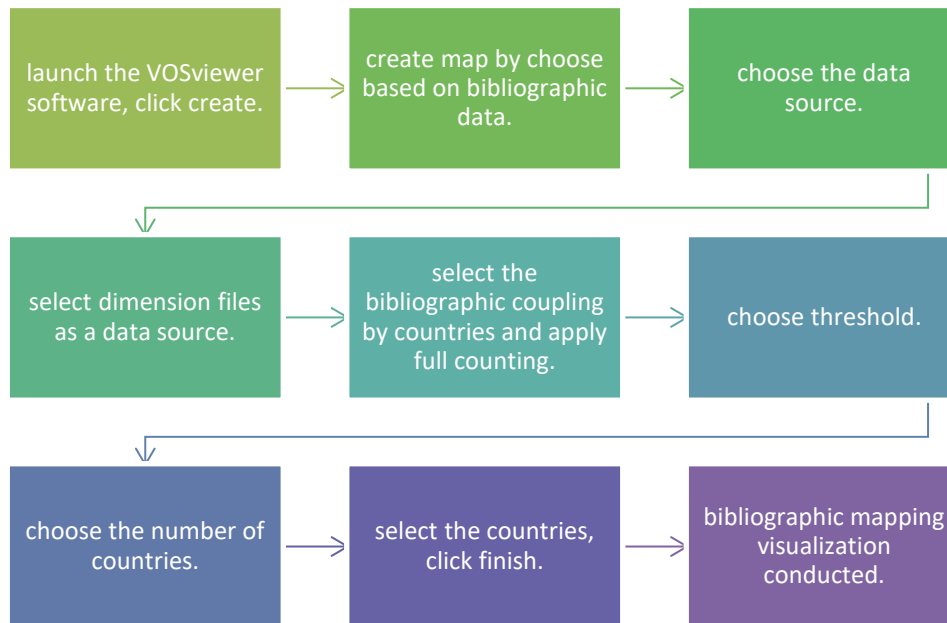 launch the VOSviewer
software, click create.
create map by choose
based on bibliographic
data.
choose the data
source.
select dimension files
as a data source.
select the
bibliographic coupling
by countries and apply
full counting.
choose threshold.
choose the number of
countries.
select the countries,
click finish.
bibliographic mapping
visualization
conducted.